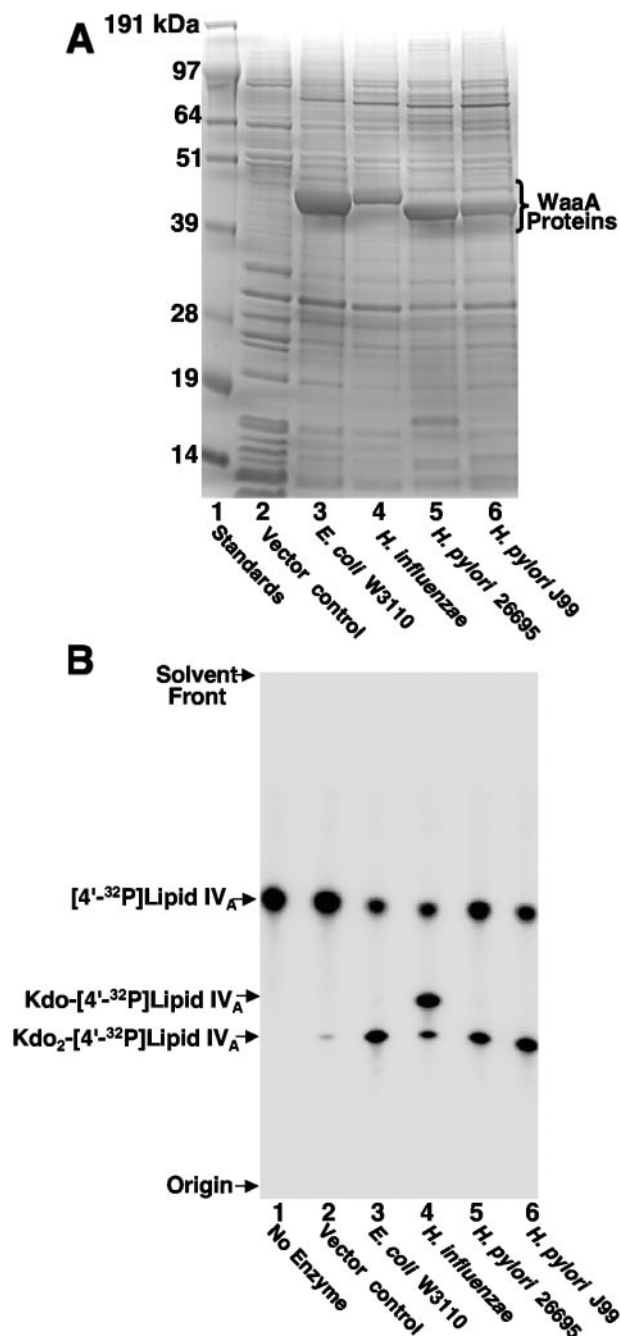 A
191 kDa
97
64
51
39
28
19
14
WaaA
Proteins
1 2 3 4 5 6
Standards
Vector control
E. coli W3110
H. influenzae
H. pylori 26695
H. pylori J99
B
Solvent
Front
[4'-³²P]Lipid IV_A
Kdo-[4'-³²P]Lipid IV_A
Kdo₂-[4'-³²P]Lipid IV_A
Origin
1 2 3 4 5 6
No Enzyme
Vector control
E. coli W3110
H. influenzae
H. pylori 26695
H. pylori J99